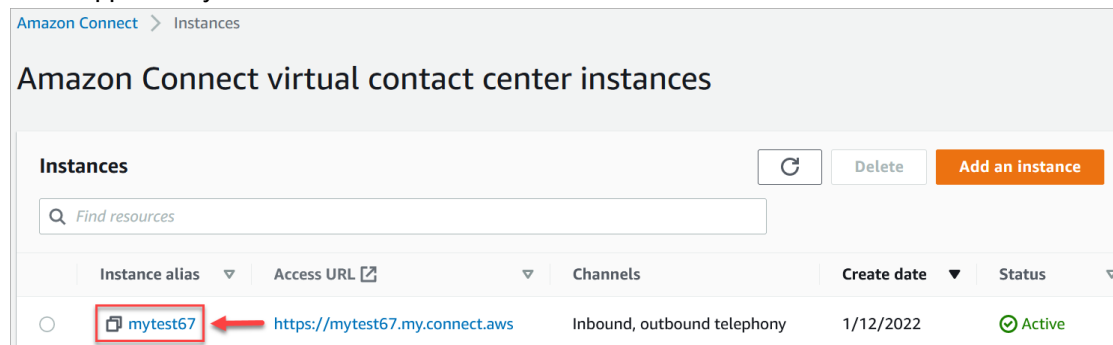 Amazon Connect > Instances
Amazon Connect virtual contact center instances
Instances Delete Add an instance
Find resources
Instance alias Access URL Channels Create date Status
mytest67 https://mytest67.my.connect.aws Inbound, outbound telephony 1/12/2022 Active